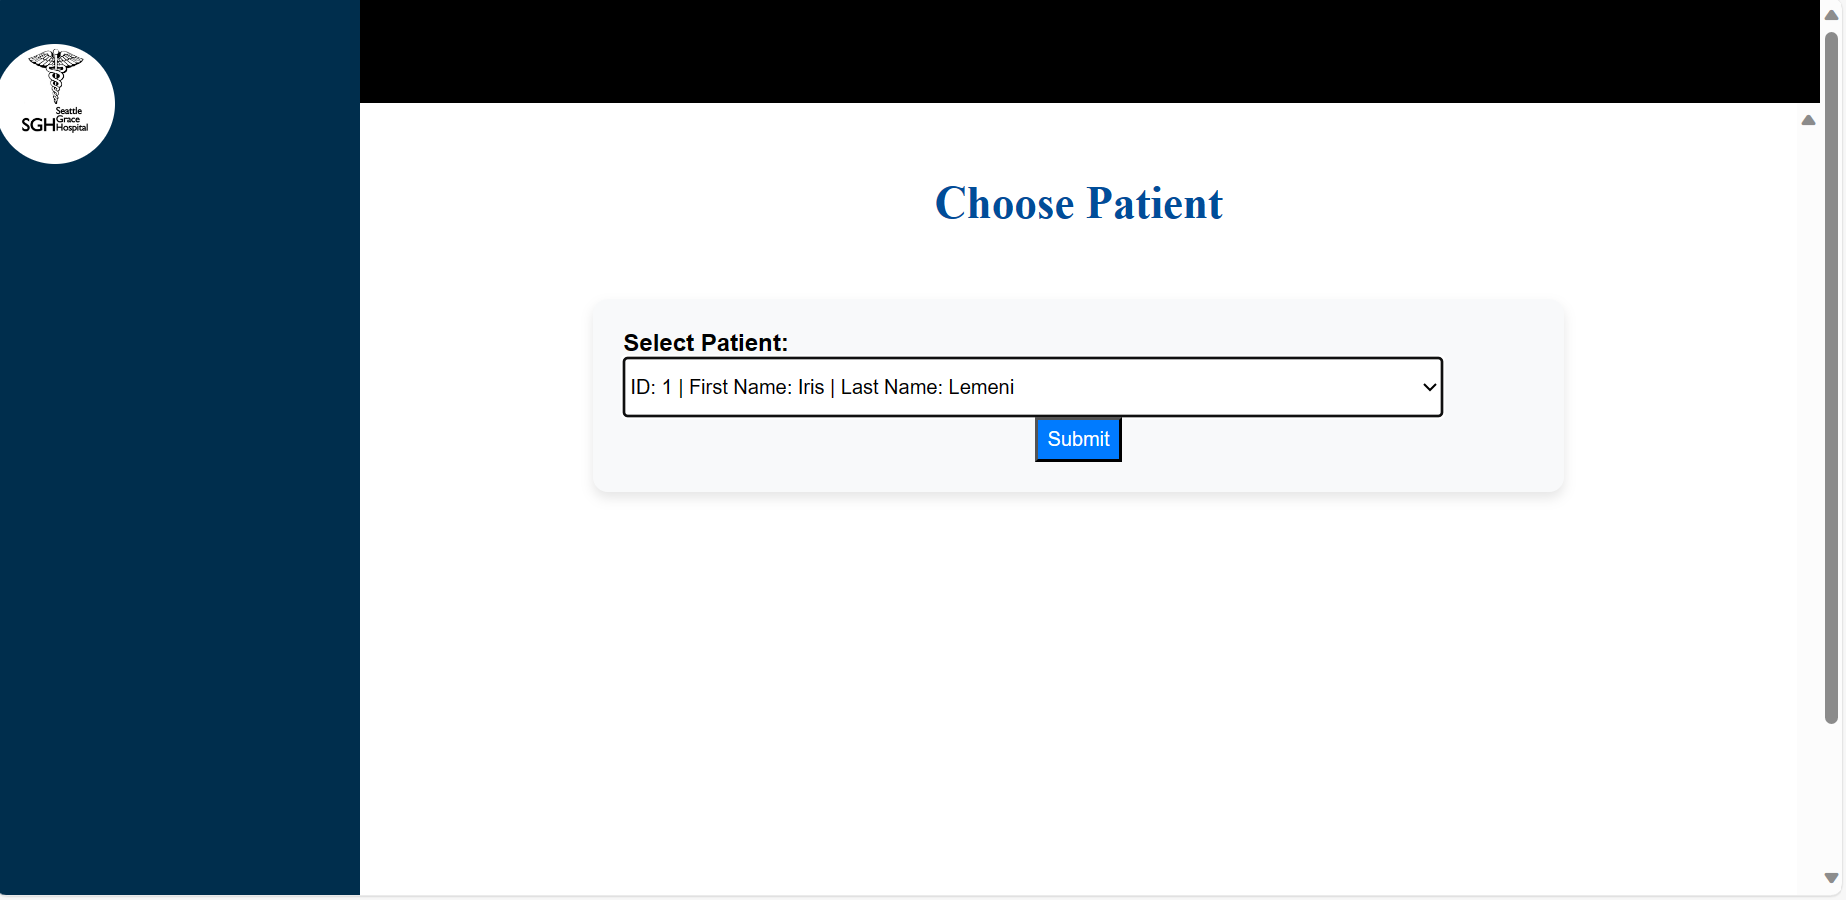 Seattle
Grace
SGH Hospital
Choose Patient
Select Patient:
ID: 1 | First Name: Iris | Last Name: Lemeni
Submit